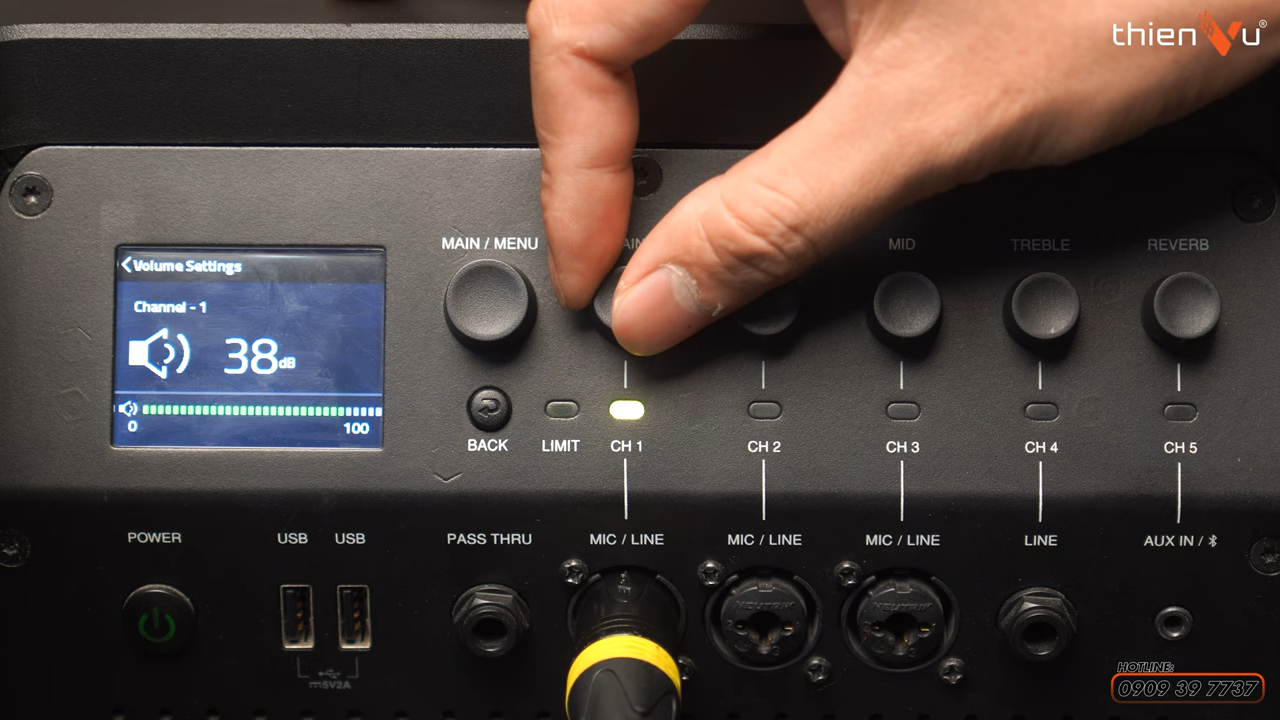 thienVu®
Volume Settings
Channel - 1
38dB
0 100
MAIN / MENU
MID
TREBLE
REVERB
BACK
LIMIT
CH 1
CH 2
CH 3
CH 4
CH 5
POWER
USB
USB
PASS THRU
MIC / LINE
MIC / LINE
MIC / LINE
LINE
AUX IN /
5V2A
NEUTRIK
NEUTRIK
HOTLINE:
0909 39 7737